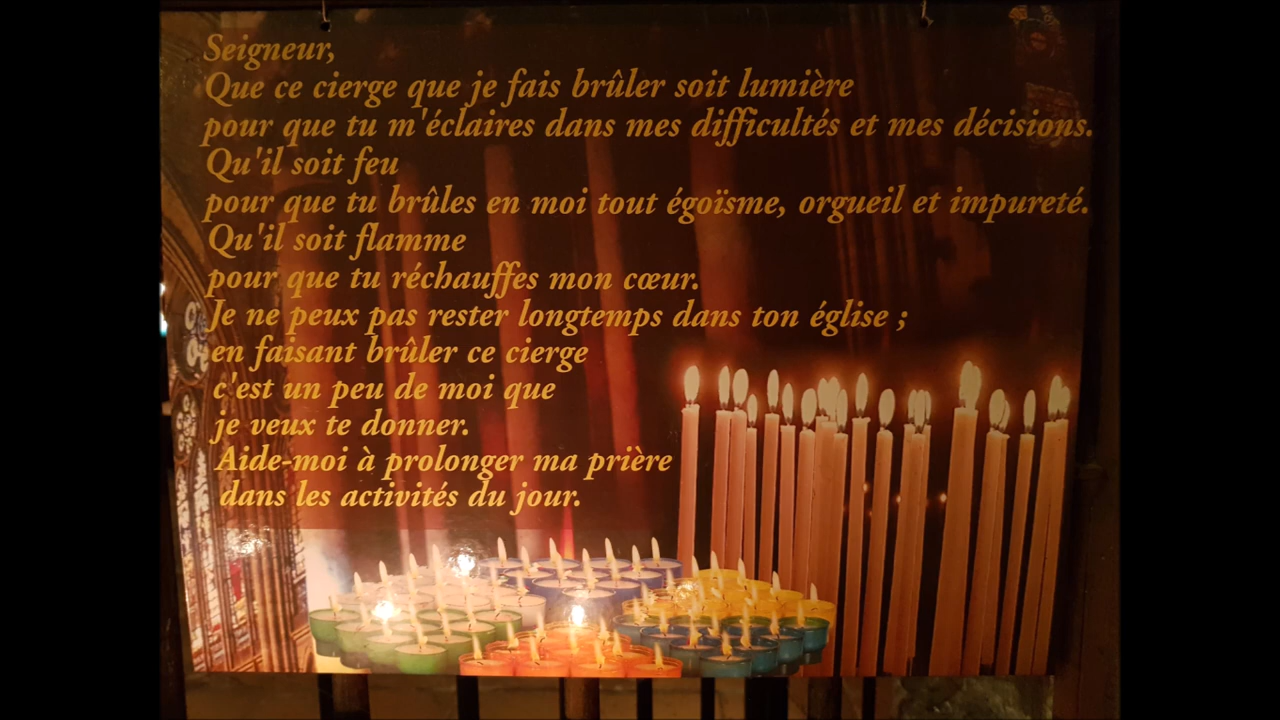 Seigneur,
Que ce cierge que je fais brûler soit lumière
pour que tu m'éclaires dans mes difficultés et mes décisions.
Qu'il soit feu
pour que tu brûles en moi tout égoïsme, orgueil et impureté.
Qu'il soit flamme
pour que tu réchauffes mon cœur.
Je ne peux pas rester longtemps dans ton église ;
en faisant brûler ce cierge
c'est un peu de moi que
je veux te donner.
Aide-moi à prolonger ma prière
dans les activités du jour.